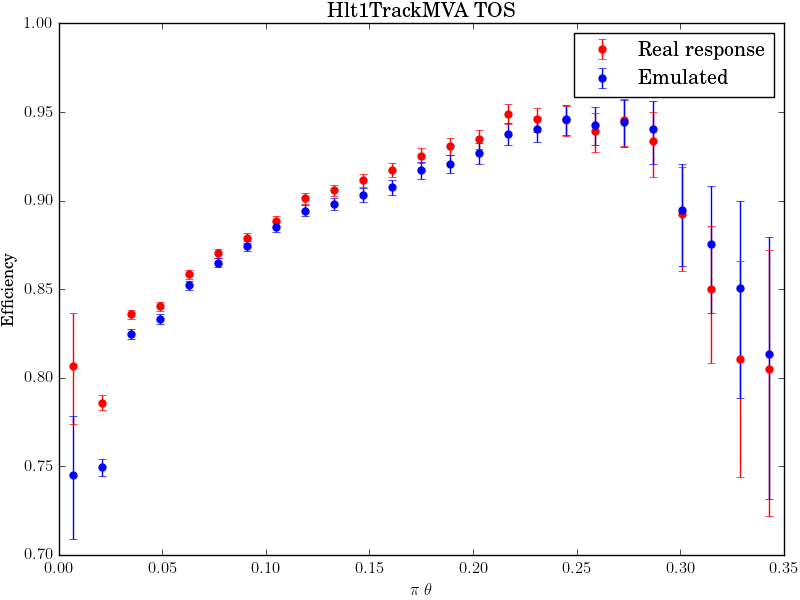 Hlt1TrackMVA TOS
1.00
0.95
0.90
0.85
0.80
0.75
0.70
Efficiency
Real response
Emulated
0.00 0.05 0.10 0.15 0.20 0.25 0.30 0.35
π θ